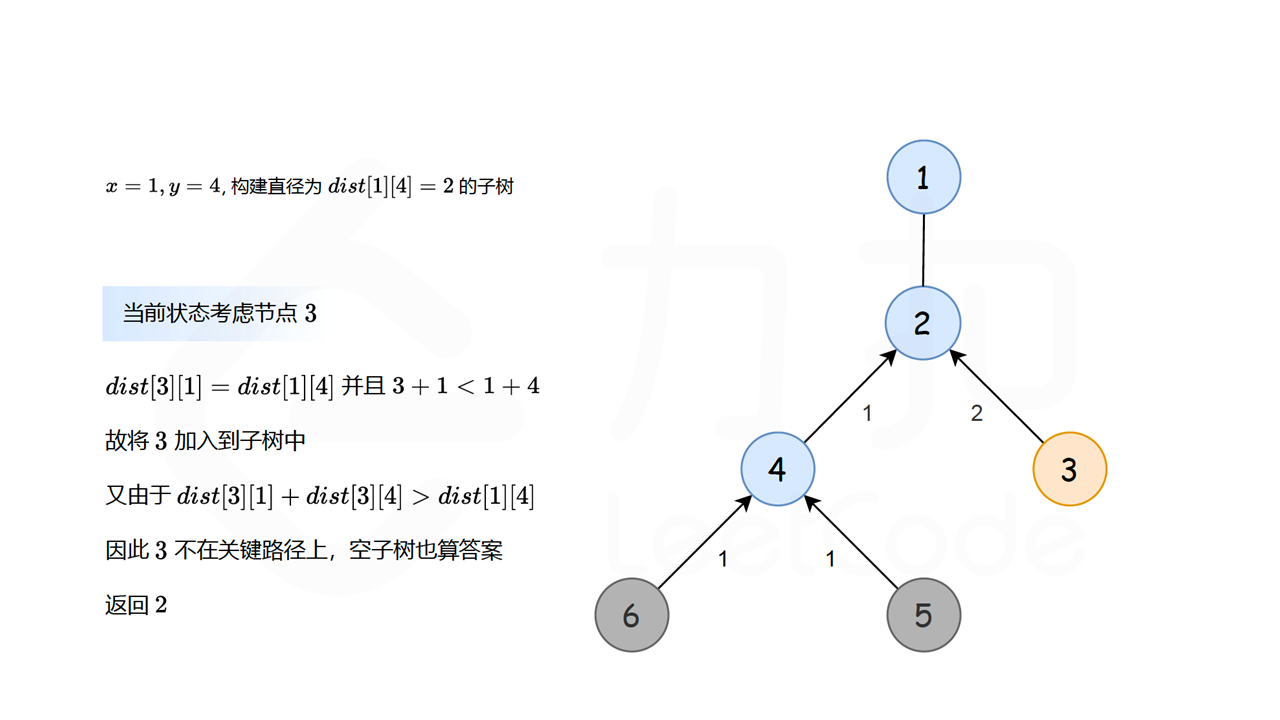 x = 1, y = 4, 构建直径为 dist[1][4] = 2 的子树
当前状态考虑节点 3
dist[3][1] = dist[1][4] 并且 3 + 1 < 1 + 4
故将 3 加入到子树中
又由于 dist[3][1] + dist[3][4] > dist[1][4]
因此 3 不在关键路径上，空子树也算答案
返回 2
1
2
1
2
4
3
1
1
6
5
力扣
LeetCode